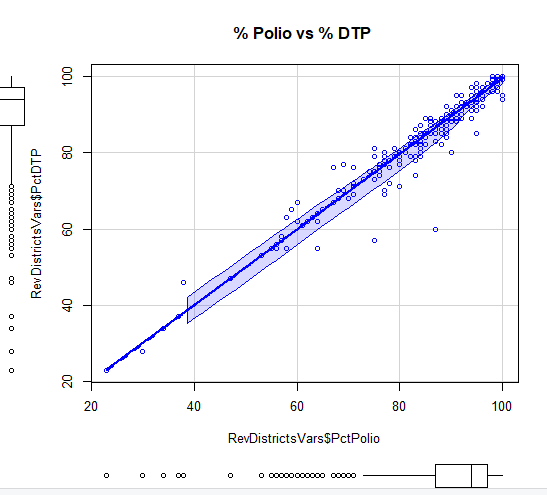 % Polio vs % DTP
100
80
60
40
20
RevDistrictsVars$PctDTP
20 40 60 80 100
RevDistrictsVars$PctPolio